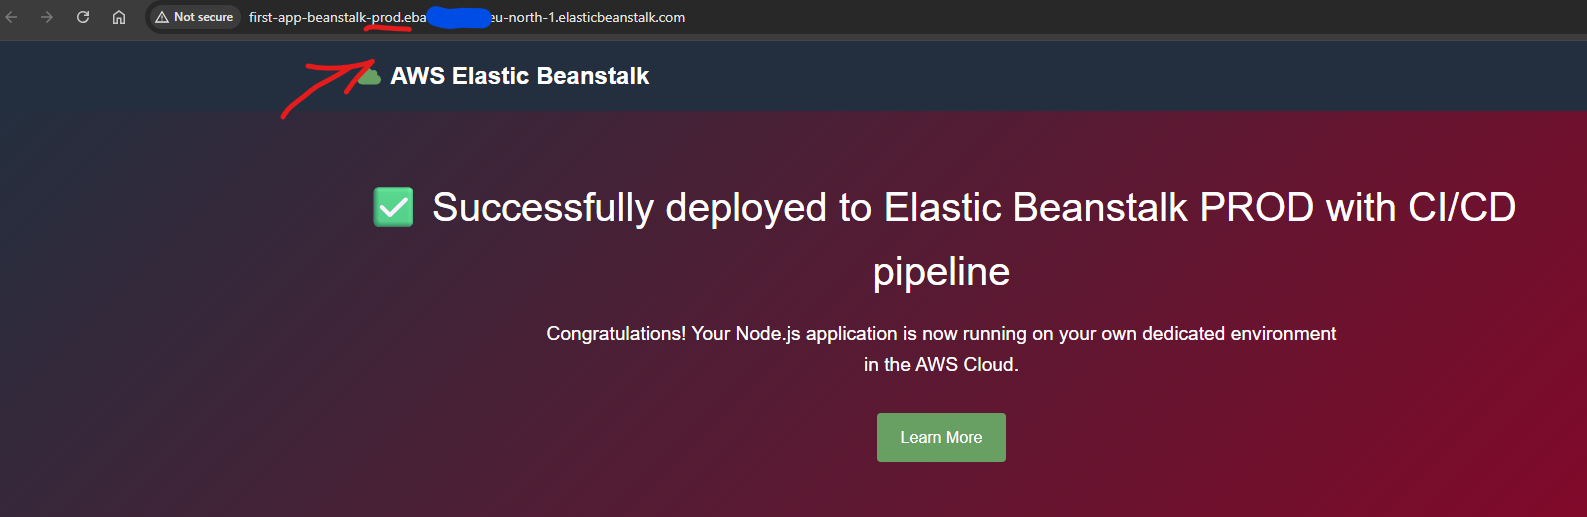 Not secure first-app-beanstalk-prod.eba eu-north-1.elasticbeanstalk.com
AWS Elastic Beanstalk
✅ Successfully deployed to Elastic Beanstalk PROD with CI/CD
pipeline
Congratulations! Your Node.js application is now running on your own dedicated environment
in the AWS Cloud.
Learn More